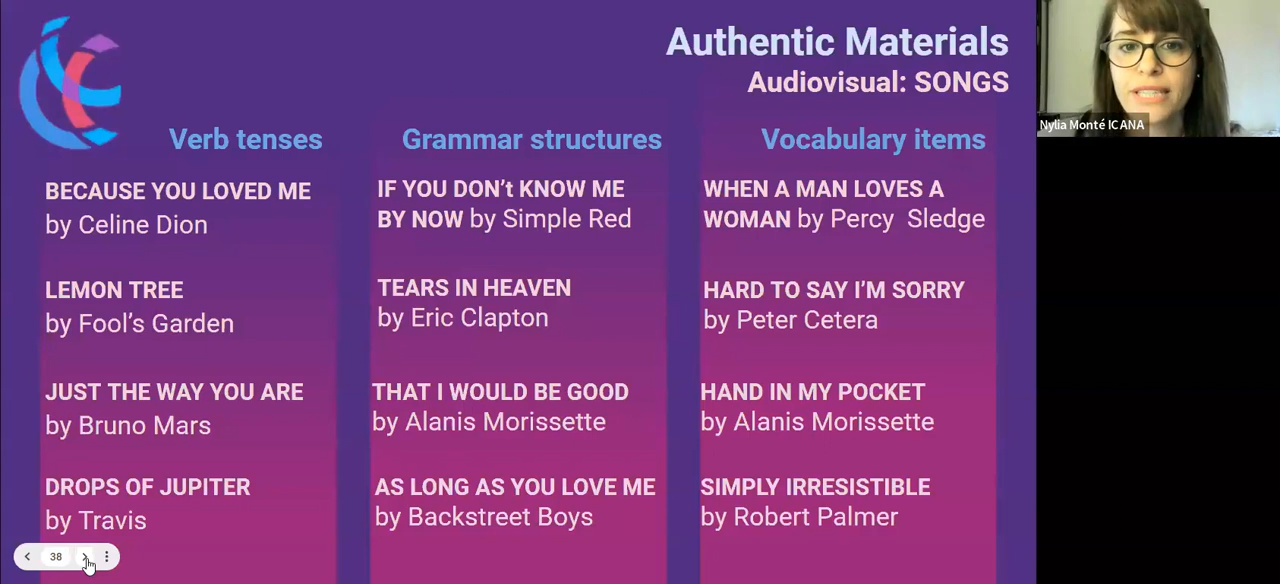 Authentic Materials
Audiovisual: SONGS
Nylia Monté ICANA
Verb tenses
BECAUSE YOU LOVED ME
by Celine Dion
LEMON TREE
by Fool's Garden
JUST THE WAY YOU ARE
by Bruno Mars
DROPS OF JUPITER
by Travis
Grammar structures
IF YOU DON't KNOW ME
BY NOW by Simple Red
TEARS IN HEAVEN
by Eric Clapton
THAT I WOULD BE GOOD
by Alanis Morissette
AS LONG AS YOU LOVE ME
by Backstreet Boys
Vocabulary items
WHEN A MAN LOVES A
WOMAN by Percy Sledge
HARD TO SAY I'M SORRY
by Peter Cetera
HAND IN MY POCKET
by Alanis Morissette
SIMPLY IRRESISTIBLE
by Robert Palmer
38